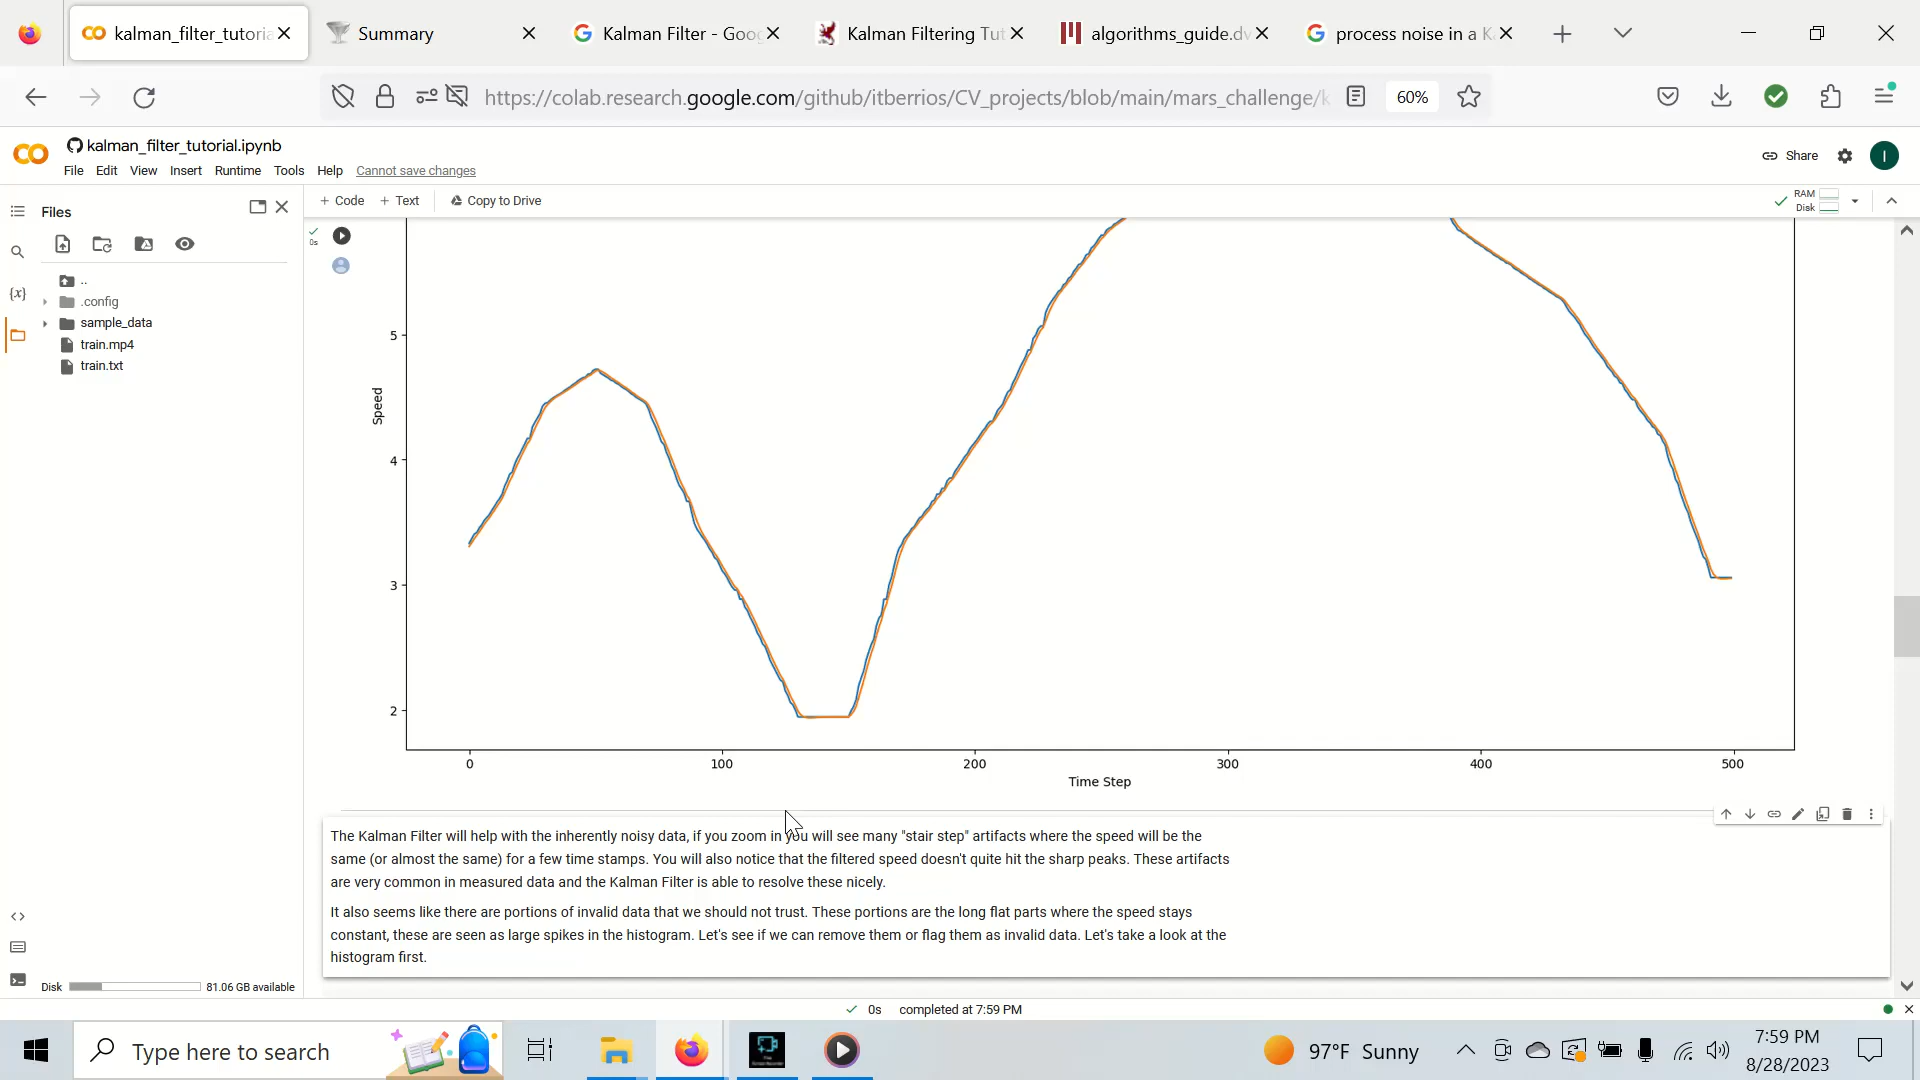 kalman_filter_tutoria
Summary
Kalman Filter - Goog
Kalman Filtering Tut
algorithms_guide.dv
process noise in a Ka
https://colab.research.google.com/github/itberrios/CV_projects/blob/main/mars_challenge/k
60%
kalman_filter_tutorial.ipynb
File Edit View Insert Runtime Tools Help Cannot save changes
Share
I
Files
+ Code + Text Copy to Drive
RAM
Disk
..
.config
sample_data
train.mp4
train.txt
{x}
0s
5
4
3
2
Speed
0 100 200 300 400 500
Time Step
The Kalman Filter will help with the inherently noisy data, if you zoom in you will see many "stair step" artifacts where the speed will be the
same (or almost the same) for a few time stamps. You will also notice that the filtered speed doesn't quite hit the sharp peaks. These artifacts
are very common in measured data and the Kalman Filter is able to resolve these nicely.
It also seems like there are portions of invalid data that we should not trust. These portions are the long flat parts where the speed stays
constant, these are seen as large spikes in the histogram. Let's see if we can remove them or flag them as invalid data. Let's take a look at the
histogram first.
Disk 81.06 GB available
0s completed at 7:59 PM
Type here to search
97°F Sunny
7:59 PM
8/28/2023